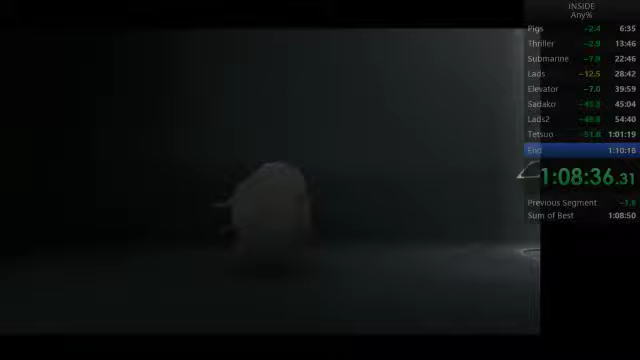 INSIDE
Any%
Pigs −2.4 6:35
Thriller −2.9 13:46
Submarine −7.9 22:46
Lads −12.5 28:42
Elevator −7.0 39:59
Sadako 45:04
Lads2 54:40
Tetsuo 1:01:19
End 1:10:16
1:08:36.31
Previous Segment
Sum of Best 1:08:50